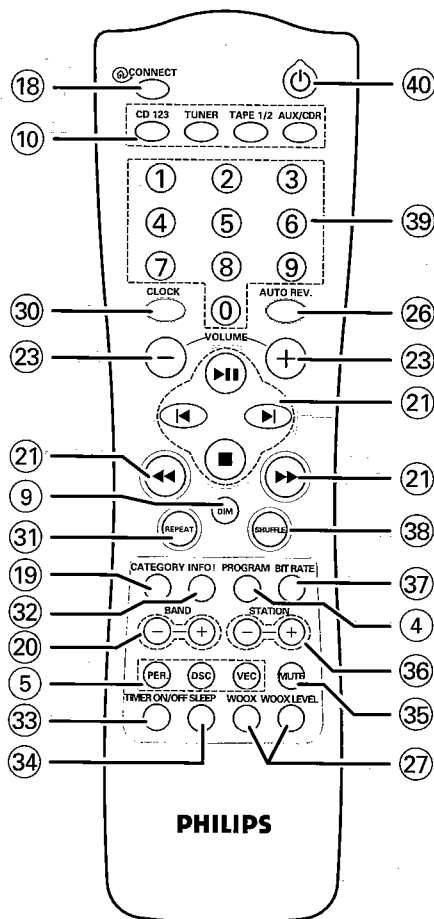 CONNECT
18
40
CD 123 TUNER TAPE 1/2 AUX/CDR
10
1 2 3
4 5 6
39
7 8 9
CLOCK 0 AUTO REV.
30
26
VOLUME
23 − + 23
21
21
21
9
DIM
REPEAT SHUFFLE
31
38
CATEGORY INFO! PROGRAM BIT RATE
19
37
32
4
BAND STATION
20 − + − +
36
5 PER. DSC VEC MUTE
35
TIMER ON/OFF SLEEP WOOX WOOX LEVEL
33
34
27
PHILIPS